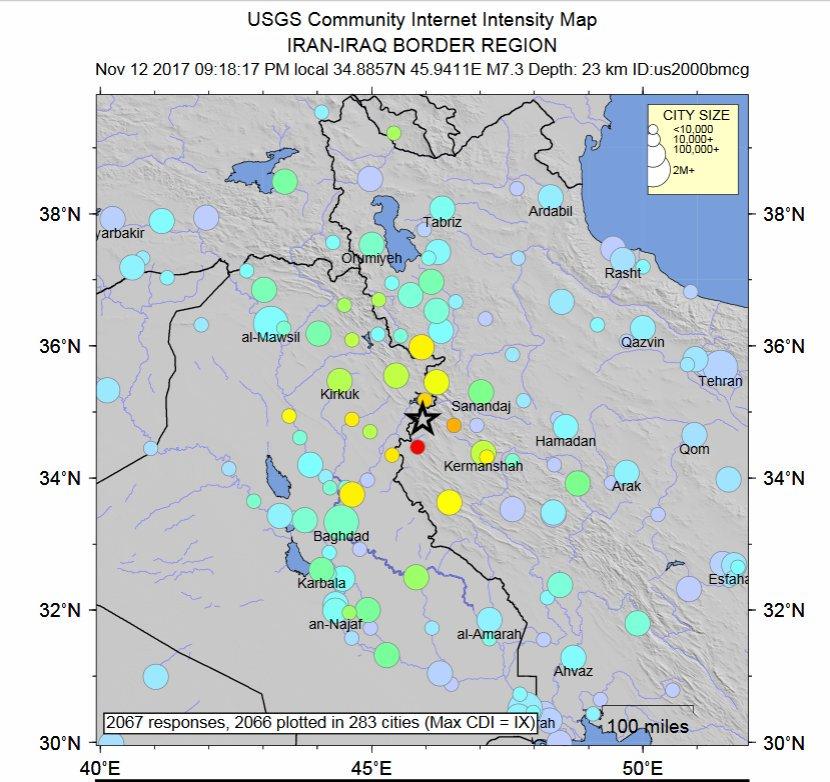 USGS Community Internet Intensity Map
IRAN-IRAQ BORDER REGION
Nov 12 2017 09:18:17 PM local 34.8857N 45.9411E M7.3 Depth: 23 km ID:us2000bmcg
CITY SIZE
<10,000
10,000+
100,000+
2M+
38°N
38°N
Tabriz
Ardabil
yarbakir
Orumiyeh
Rasht
36°N
36°N
al-Mawsil
Qazvin
Tehran
Kirkuk
Sanandaj
Hamadan
Qom
34°N
34°N
Kermanshah
Arak
Baghdad
Karbala
Esfaha
32°N
32°N
an-Najaf
al-Amarah
Ahvaz
2067 responses, 2066 plotted in 283 cities (Max CDI = IX)
ah
100 miles
30°N
30°N
40°E
45°E
50°E